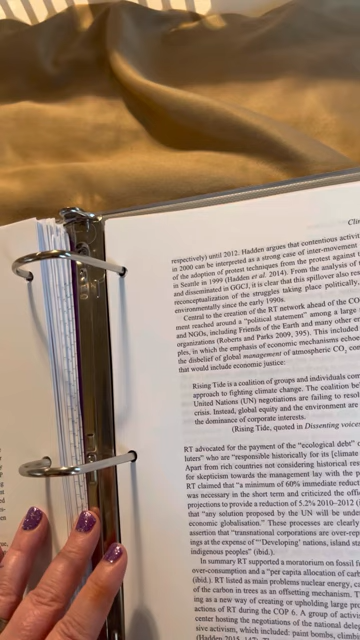 Clo
respectively) until 2012. Hadden argues that contentious activit
in 2000 can be interpreted as a strong case of inter-movement
of the adoption of protest techniques from the protest against t
in Seattle in 1999 (Hadden et al. 2014). From the analysis of
and disseminated in GGCJ, it is clear that this spillover also res
reconceptualization of the struggles taking place politically,
environmentally since the early 1990s.
Central to the creation of the RT network ahead of the CO
ment reached around a "political statement" among a large
and NGOs, including Friends of the Earth and many other en
organizations (Roberts and Parks 2009, 395). This included
ples, in which the emphasis of economic mechanisms echoe
the disbelief of global management of atmospheric CO₂ con
that would include economic justice:
Rising Tide is a coalition of groups and individuals com
approach to fighting climate change. The coalition be
United Nations (UN) negotiations are failing to resol
crisis. Instead, global equity and the environment are
the dominance of corporate interests.
(Rising Tide, quoted in Dissenting voices
RT advocated for the payment of the "ecological debt"
luters" who are "responsible historically for its [climate
Apart from rich countries not considering historical res
for skepticism towards the management lay with the p
RT claimed that "a minimum of 60% immediate reduct
was necessary in the short term and criticized the offic
projections to provide a reduction of 5.2% 2010–2012 (i
that "any solution proposed by the UN will be under
economic globalisation." These processes are clearly
assertion that "transnational corporations are over-rep
ings at the expense of "'Developing' nations, island sta
indigenous peoples" (ibid.).
In summary RT supported a moratorium on fossil f
over-consumption and a "per capita allocation of carb
(ibid.). RT listed as main problems nuclear energy, ca
of the carbon in trees as an offsetting mechanism. T
ing as a new way of creating or upholding large pro
actions of RT during the COP 6. A group of activis
center hosting the negotiations of the national deleg
sive activism, which included: paint bombs,
(Hadden 2015, 147).